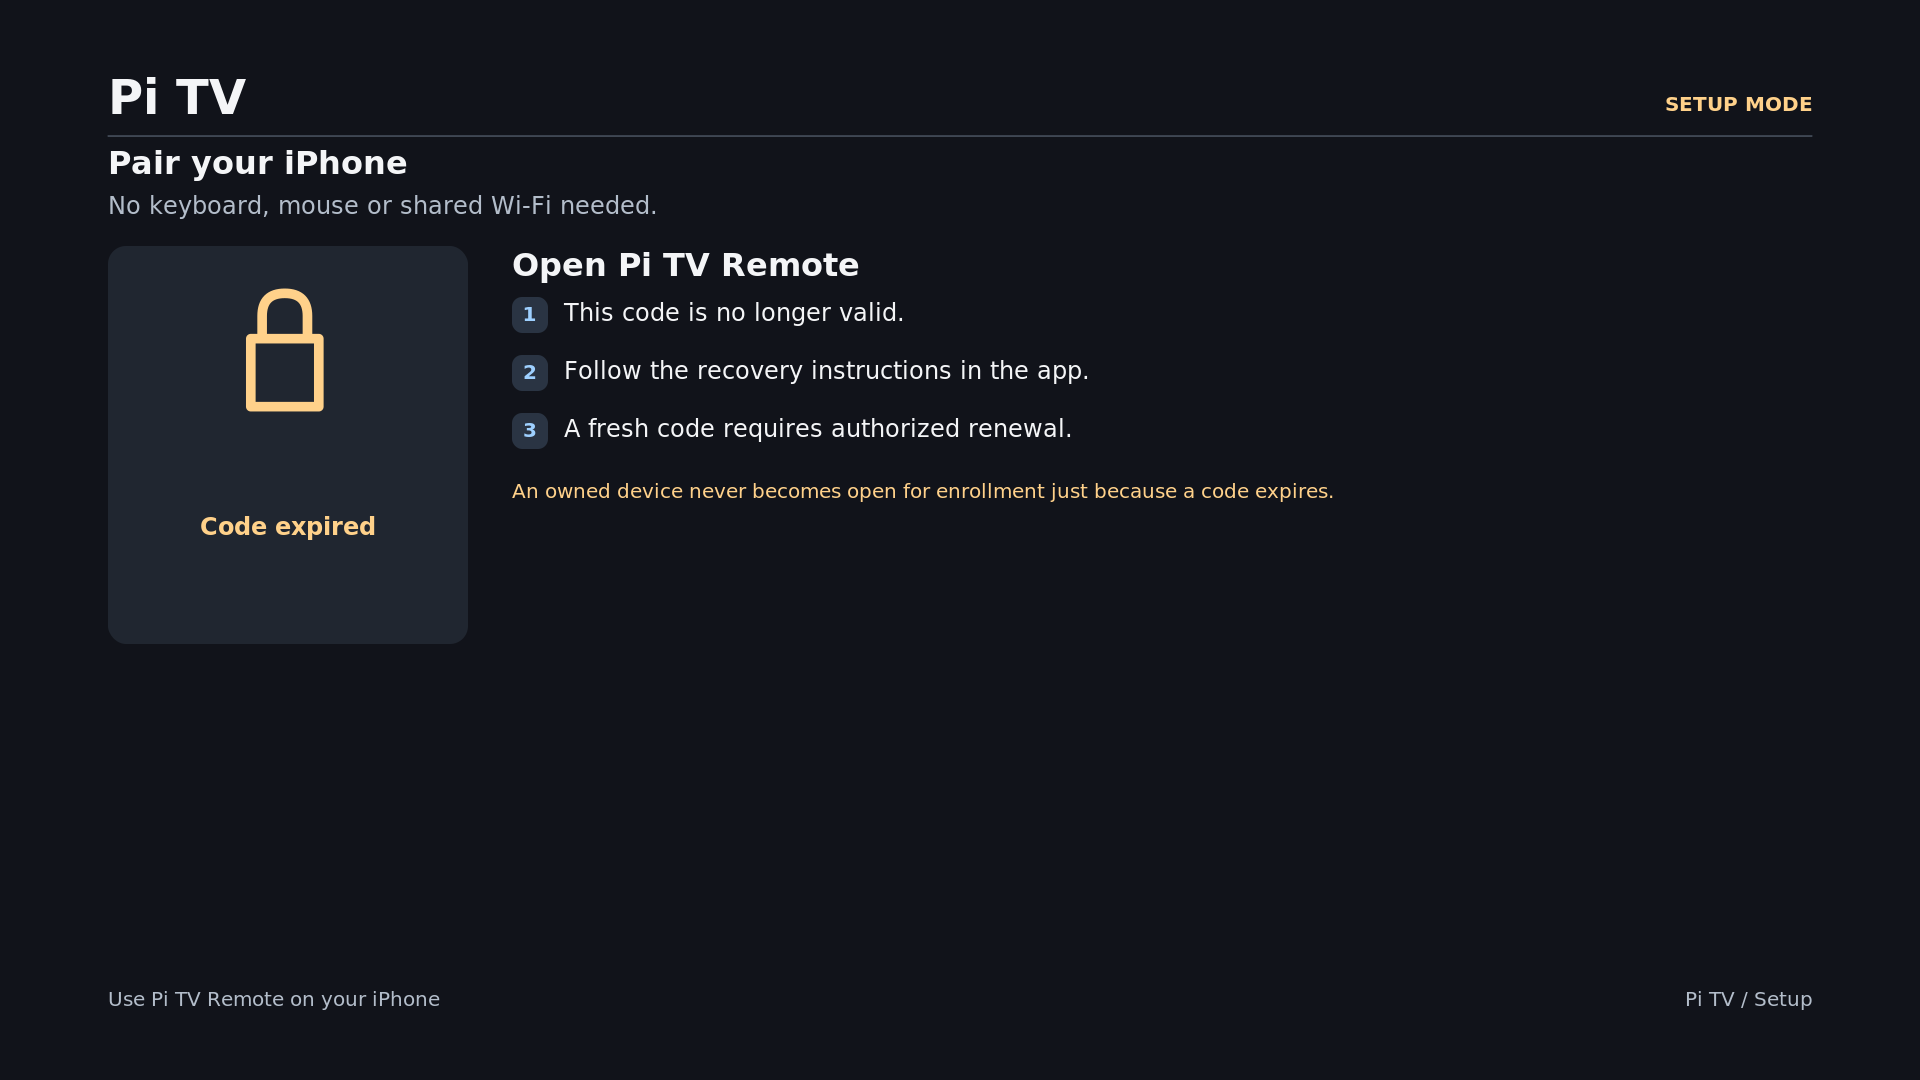 Pi TV
SETUP MODE
Pair your iPhone
No keyboard, mouse or shared Wi-Fi needed.
Code expired
Open Pi TV Remote
1 This code is no longer valid.
2 Follow the recovery instructions in the app.
3 A fresh code requires authorized renewal.
An owned device never becomes open for enrollment just because a code expires.
Use Pi TV Remote on your iPhone
Pi TV / Setup